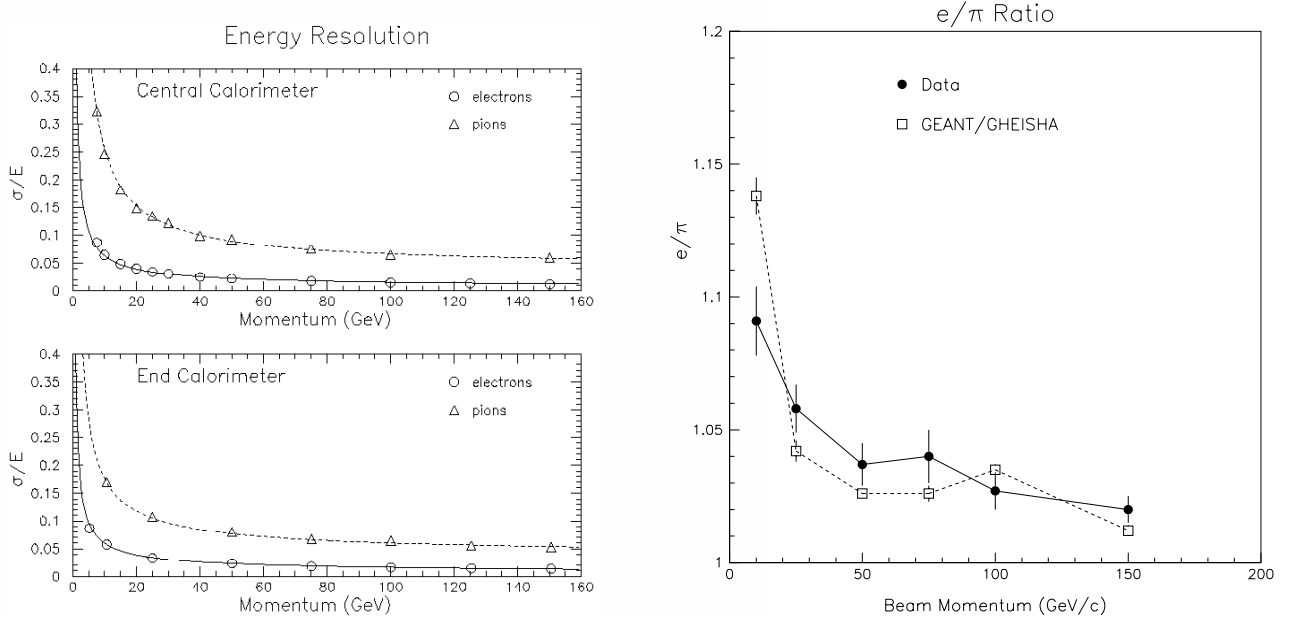 Energy Resolution
0.4
0.35
0.3
0.25
0.2
0.15
0.1
0.05
0
σ/E
Central Calorimeter
electrons
pions
0 20 40 60 80 100 120 140 160
Momentum (GeV)
0.4
0.35
0.3
0.25
0.2
0.15
0.1
0.05
0
σ/E
End Calorimeter
electrons
pions
0 20 40 60 80 100 120 140 160
Momentum (GeV)
e/π Ratio
1.2
1.15
1.1
1.05
1
e/π
Data
GEANT/GHEISHA
0 50 100 150 200
Beam Momentum (GeV/c)